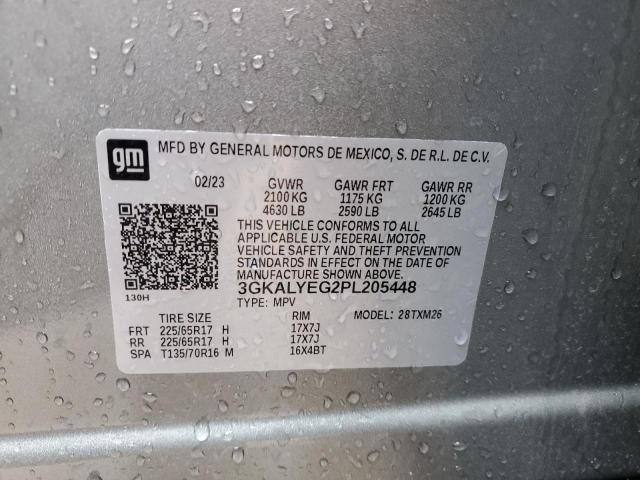 gm
MFD BY GENERAL MOTORS DE MEXICO, S. DE R.L. DE C.V.
02/23 GVWR GAWR FRT GAWR RR
2100 KG 1175 KG 1200 KG
4630 LB 2590 LB 2645 LB
THIS VEHICLE CONFORMS TO ALL
APPLICABLE U.S. FEDERAL MOTOR
VEHICLE SAFETY AND THEFT PREVENTION
STANDARDS IN EFFECT ON THE DATE OF
MANUFACTURE SHOWN ABOVE.
130H 3GKALYEG2PL205448
TYPE: MPV MODEL: 28TXM26
TIRE SIZE RIM
FRT 225/65R17 H 17X7J
RR 225/65R17 H 17X7J
SPA T135/70R16 M 16X4BT